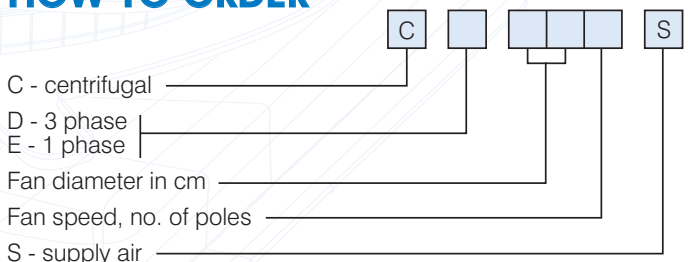 HOW TO ORDER
C S
C - centrifugal
D - 3 phase
E - 1 phase
Fan diameter in cm
Fan speed, no. of poles
S - supply air